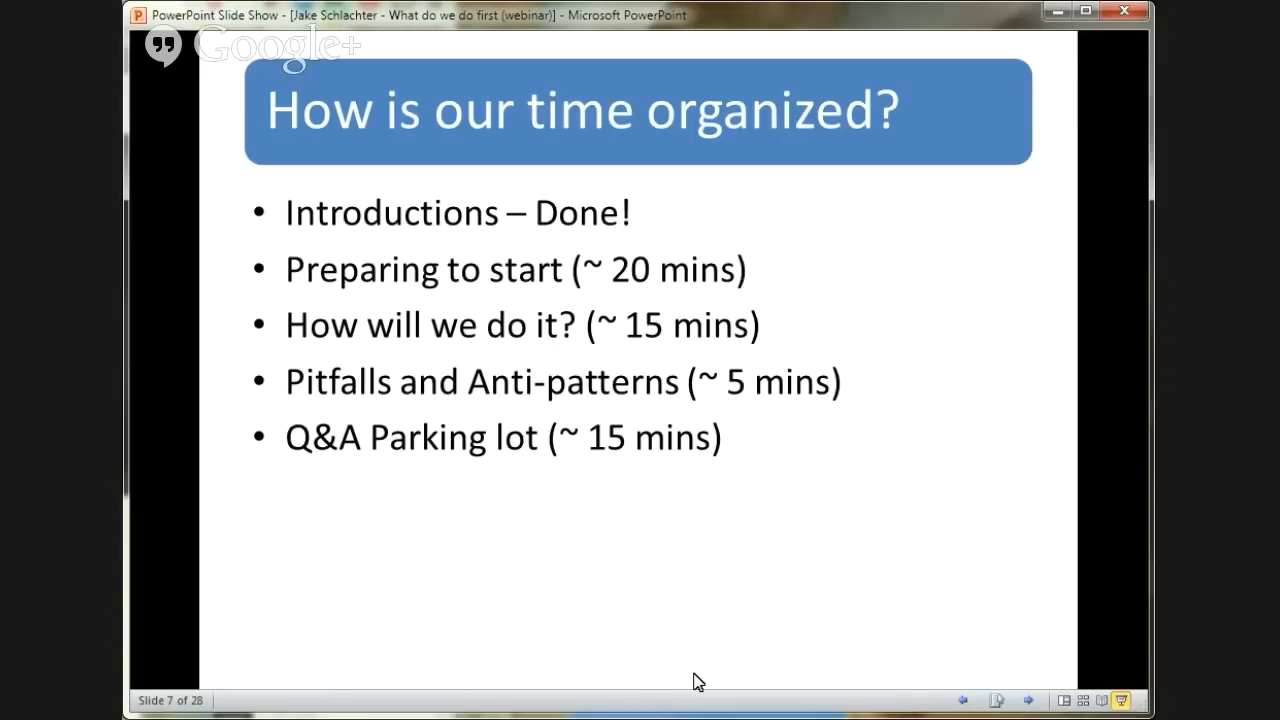 PowerPoint Slide Show - [Jake Schlachter - What do we do first (webinar)] - Microsoft PowerPoint
Google+
How is our time organized?
• Introductions – Done!
• Preparing to start (~ 20 mins)
• How will we do it? (~ 15 mins)
• Pitfalls and Anti-patterns (~ 5 mins)
• Q&A Parking lot (~ 15 mins)
Slide 7 of 28